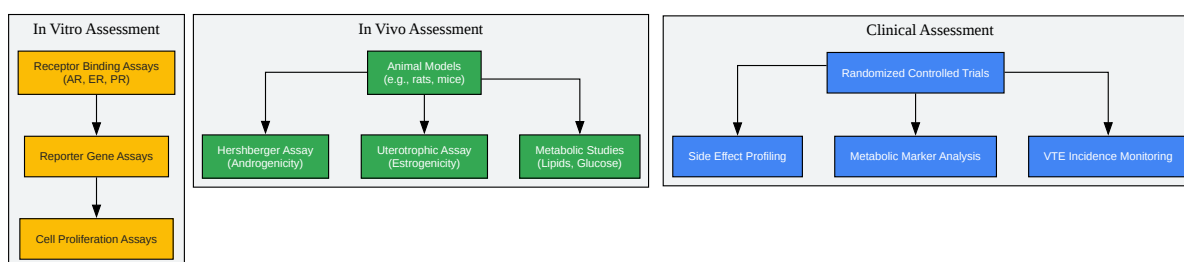 In Vitro Assessment
Receptor Binding Assays
(AR, ER, PR)
Reporter Gene Assays
Cell Proliferation Assays
In Vivo Assessment
Animal Models
(e.g., rats, mice)
Hershberger Assay
(Androgenicity)
Uterotrophic Assay
(Estrogenicity)
Metabolic Studies
(Lipids, Glucose)
Clinical Assessment
Randomized Controlled Trials
Side Effect Profiling
Metabolic Marker Analysis
VTE Incidence Monitoring